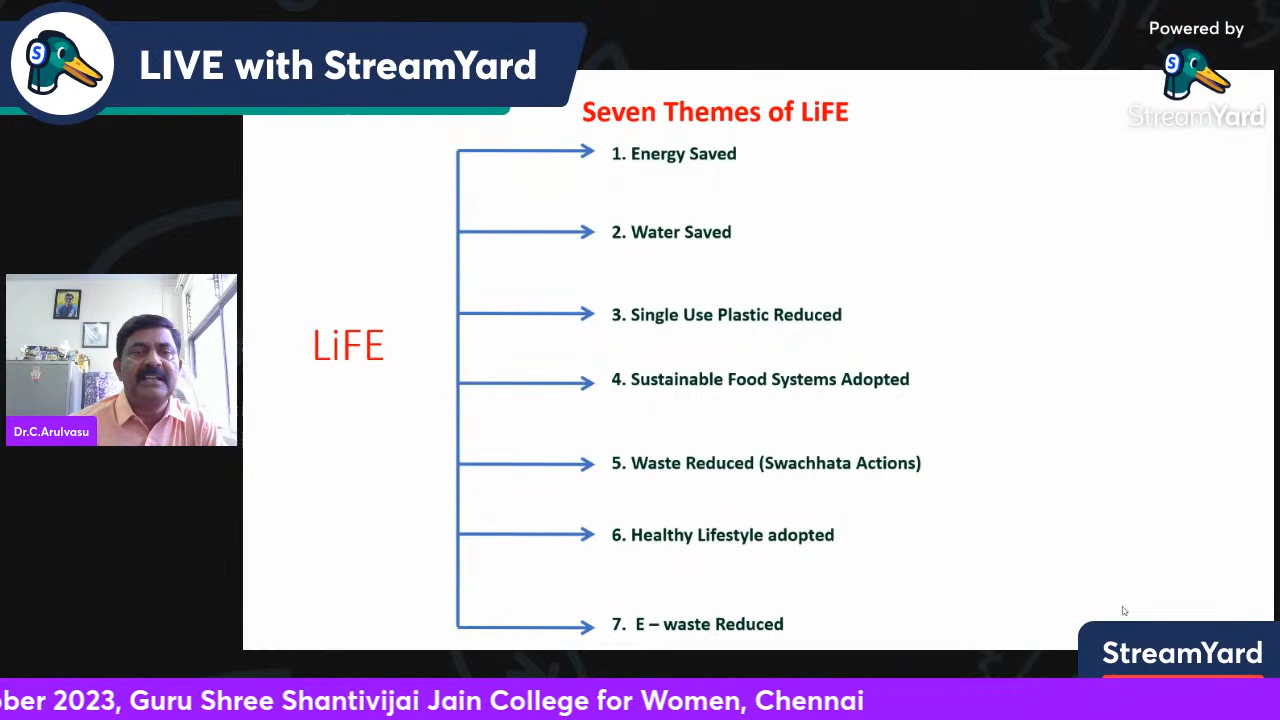 LIVE with StreamYard
Powered by
StreamYard
Seven Themes of LiFE
1. Energy Saved
2. Water Saved
3. Single Use Plastic Reduced
LiFE
4. Sustainable Food Systems Adopted
Dr.C.Arulvasu
5. Waste Reduced (Swachhata Actions)
6. Healthy Lifestyle adopted
7. E – waste Reduced
StreamYard
ober 2023, Guru Shree Shantivijai Jain College for Women, Chennai